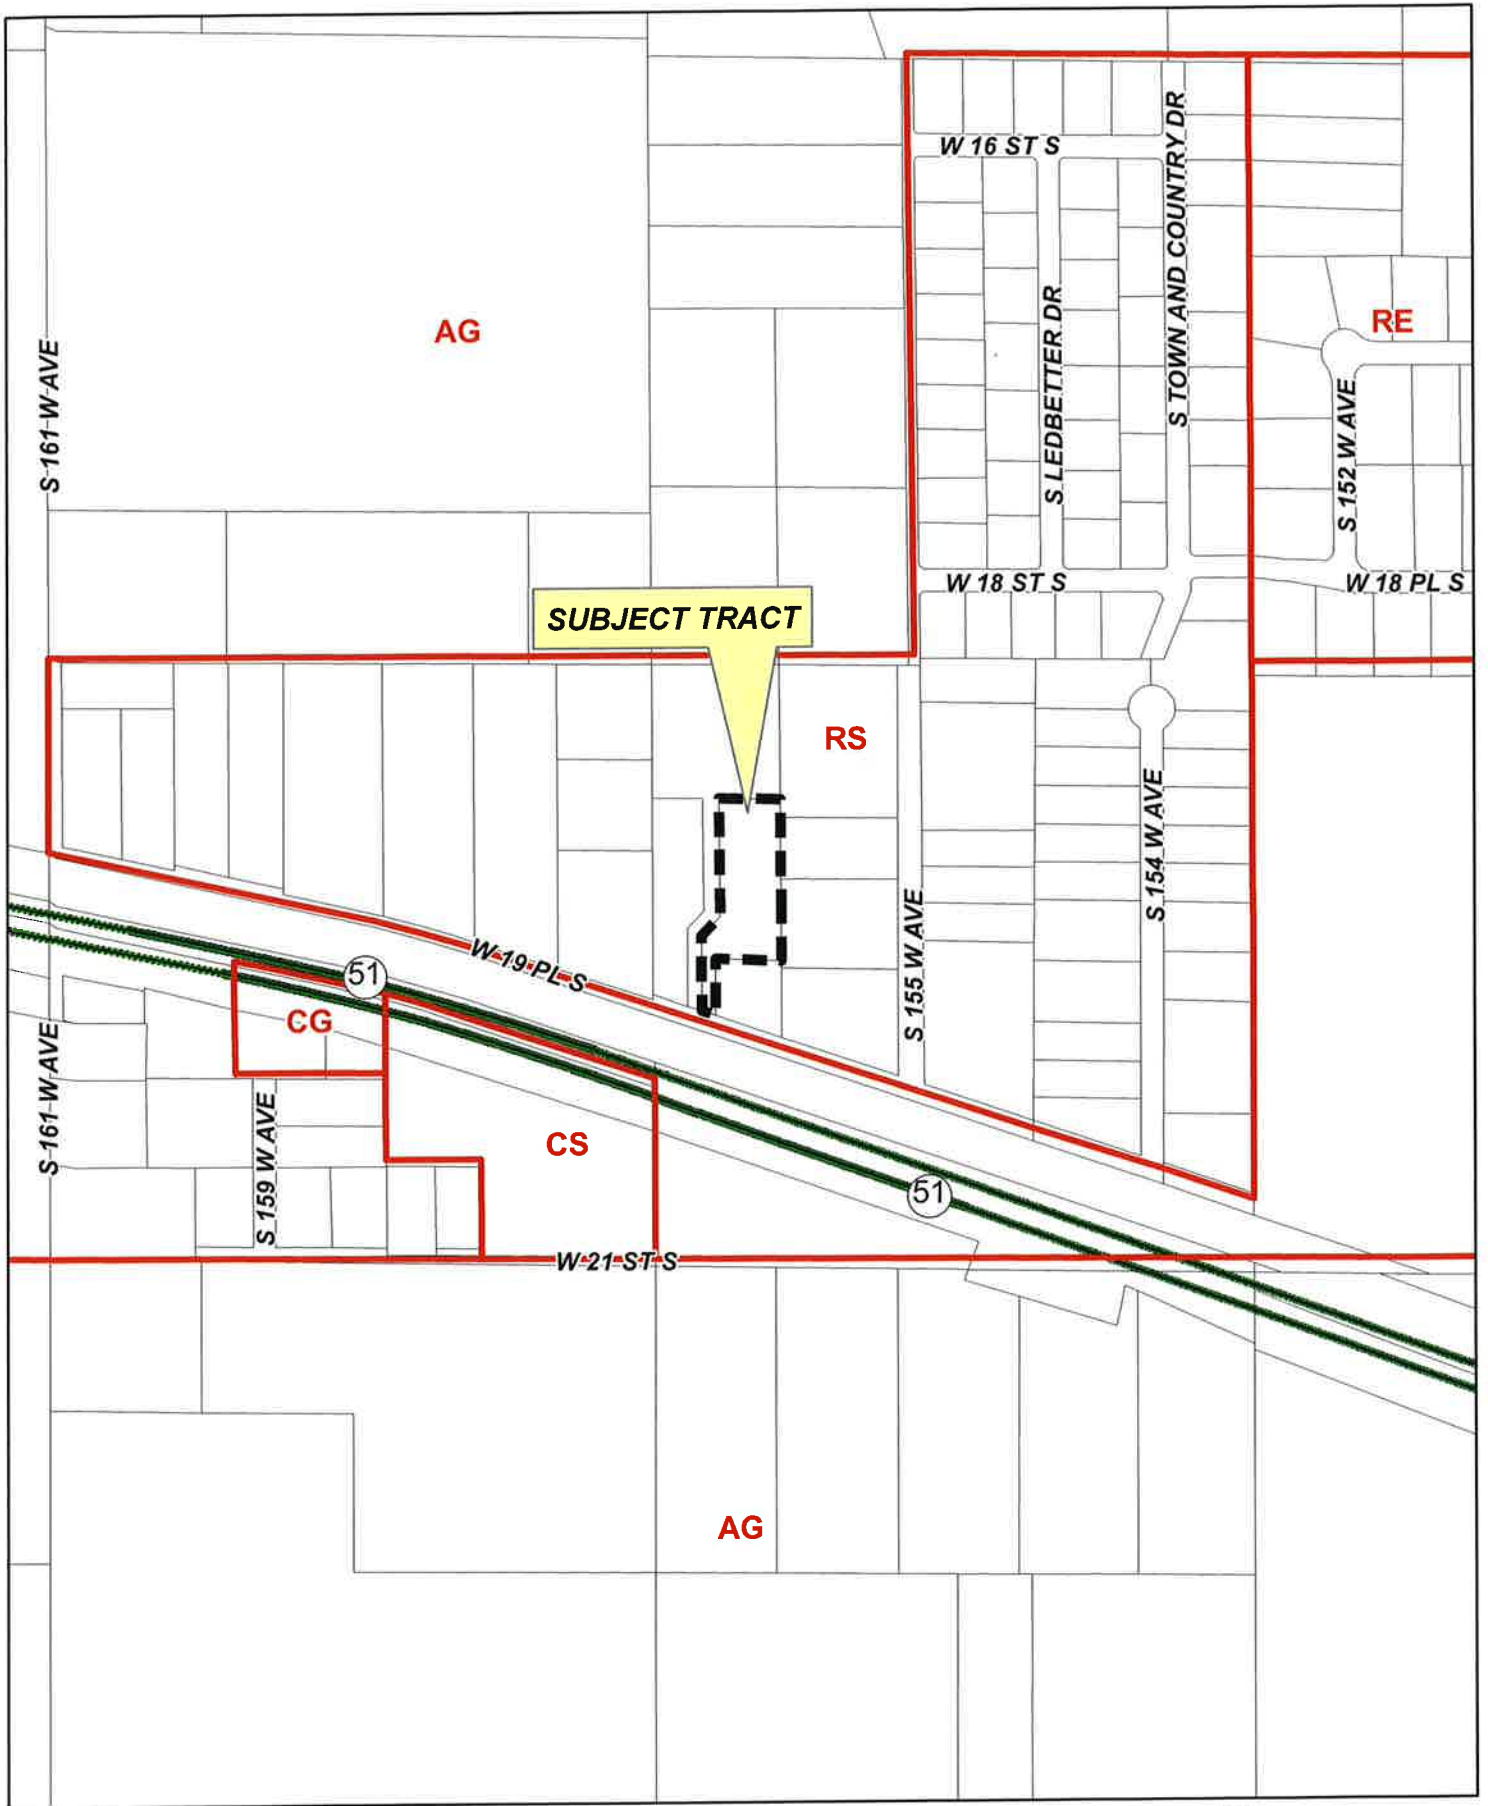 W 16 ST S
S TOWN AND COUNTRY DR
AG
RE
S 161 W AVE
S LEDBETTER DR
S 152 W AVE
W 18 ST S
W 18 PL S
SUBJECT TRACT
RS
S 154 W AVE
S 155 W AVE
W 19 PL S
51
CG
S 161 W AVE
S 159 W AVE
CS
51
W 21 ST S
AG